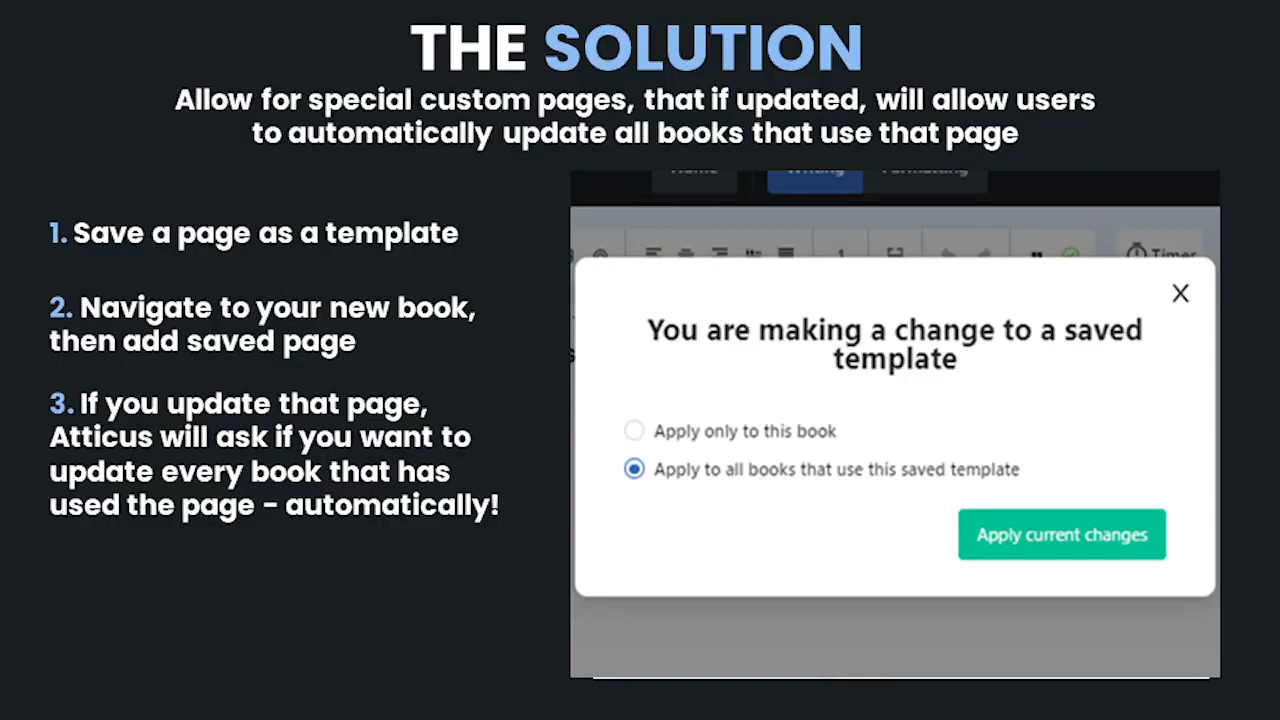 THE SOLUTION
Allow for special custom pages, that if updated, will allow users
to automatically update all books that use that page
1. Save a page as a template
2. Navigate to your new book,
then add saved page
3. If you update that page,
Atticus will ask if you want to
update every book that has
used the page - automatically!
Home Writing Formatting
Timer
You are making a change to a saved
template
Apply only to this book
Apply to all books that use this saved template
Apply current changes